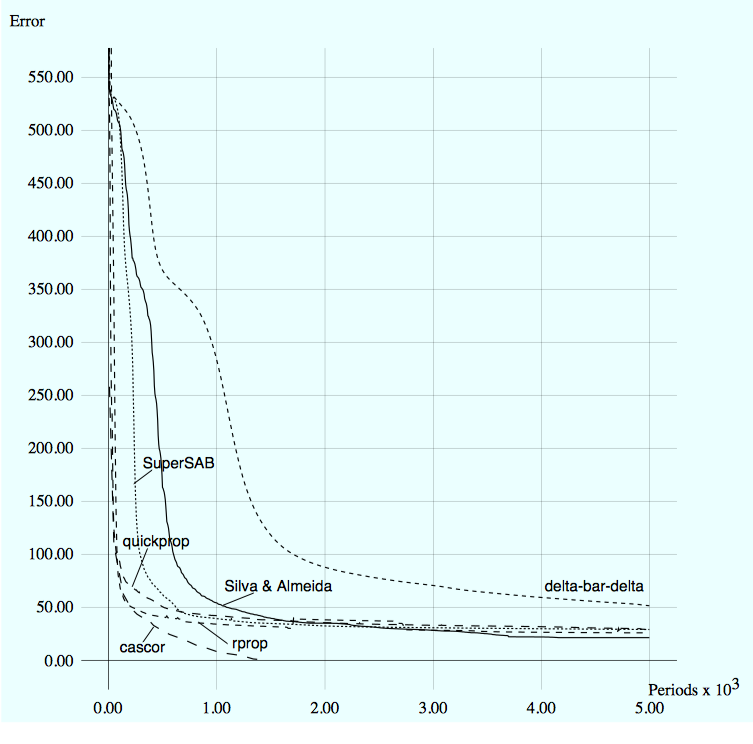 Error
550.00
500.00
450.00
400.00
350.00
300.00
250.00
200.00
SuperSAB
150.00
quickprop
100.00
Silva & Almeida
delta-bar-delta
50.00
rprop
cascor
0.00
Periods x 10³
0.00 1.00 2.00 3.00 4.00 5.00